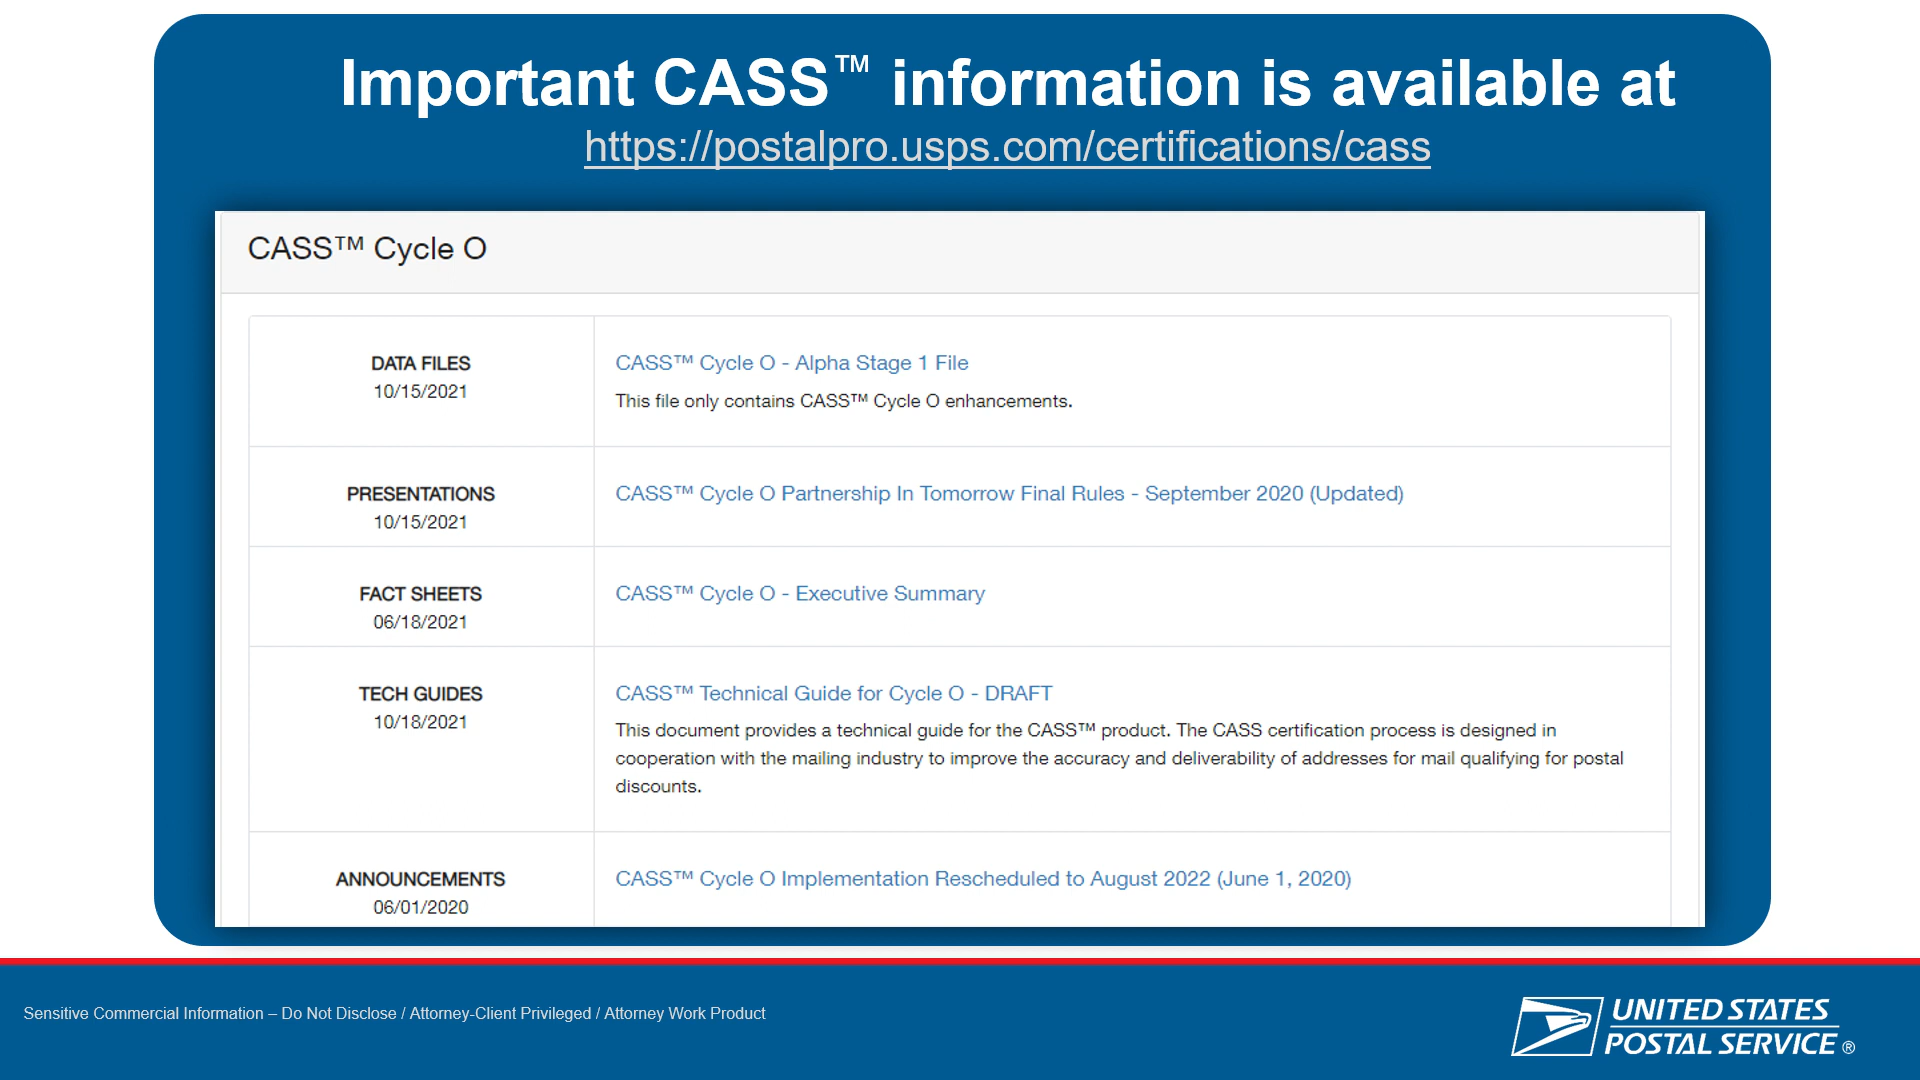 Important CASS™ information is available at
https://postalpro.usps.com/certifications/cass
CASS™ Cycle O
DATA FILES
10/15/2021
CASS™ Cycle O - Alpha Stage 1 File
This file only contains CASS™ Cycle O enhancements.
PRESENTATIONS
10/15/2021
CASS™ Cycle O Partnership In Tomorrow Final Rules - September 2020 (Updated)
FACT SHEETS
06/18/2021
CASS™ Cycle O - Executive Summary
TECH GUIDES
10/18/2021
CASS™ Technical Guide for Cycle O - DRAFT
This document provides a technical guide for the CASS™ product. The CASS certification process is designed in
cooperation with the mailing industry to improve the accuracy and deliverability of addresses for mail qualifying for postal
discounts.
ANNOUNCEMENTS
06/01/2020
CASS™ Cycle O Implementation Rescheduled to August 2022 (June 1, 2020)
Sensitive Commercial Information – Do Not Disclose / Attorney-Client Privileged / Attorney Work Product
UNITED STATES
POSTAL SERVICE ®